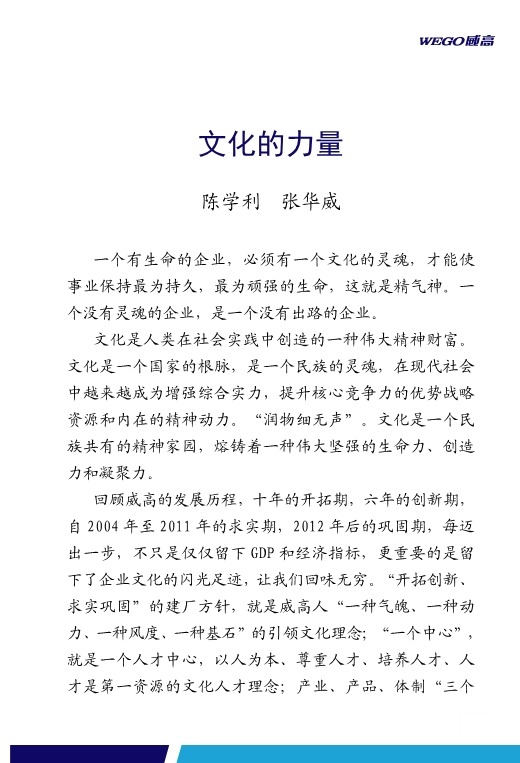 WEGO威高
文化的力量
陈学利 张华威
一个有生命的企业，必须有一个文化的灵魂，才能使
事业保持最为持久，最为顽强的生命，这就是精气神。一
个没有灵魂的企业，是一个没有出路的企业。
文化是人类在社会实践中创造的一种伟大精神财富。
文化是一个国家的根脉，是一个民族的灵魂，在现代社会
中越来越成为增强综合实力，提升核心竞争力的优势战略
资源和内在的精神动力。“润物细无声”。文化是一个民
族共有的精神家园，熔铸着一种伟大坚强的生命力、创造
力和凝聚力。
回顾威高的发展历程，十年的开拓期，六年的创新期，
自 2004 年至 2011 年的求实期，2012 年后的巩固期，每迈
出一步，不只是仅仅留下 GDP 和经济指标，更重要的是留
下了企业文化的闪光足迹，让我们回味无穷。“开拓创新、
求实巩固”的建厂方针，就是威高人“一种气魄、一种动
力、一种风度、一种基石”的引领文化理念；“一个中心”，
就是一个人才中心，以人为本、尊重人才、培养人才、人
才是第一资源的文化人才理念；产业、产品、体制“三个